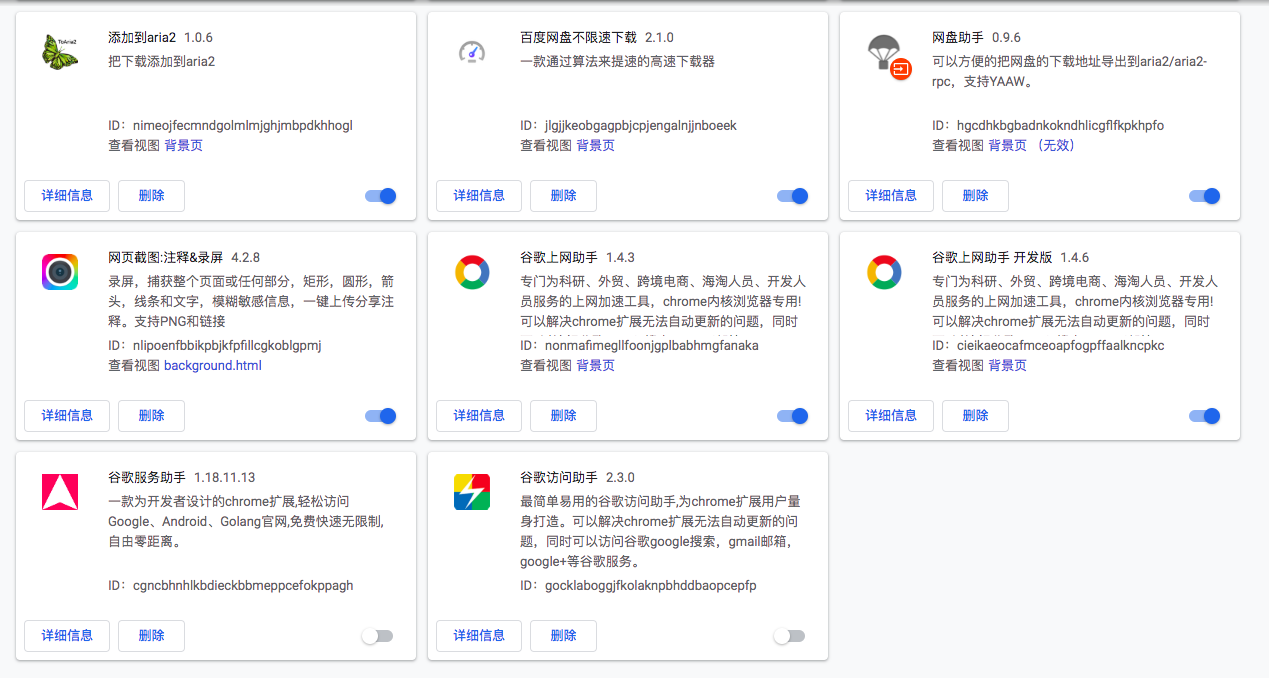 ToAria2
添加到aria2 1.0.6
把下载添加到aria2
ID：nimeojfecmndgolmlmjghjmbpdkhhogl
查看视图 背景页
详细信息 删除
百度网盘不限速下载 2.1.0
一款通过算法来提速的高速下载器
ID：jlgjjkeobgagpbjcpjengalnjjnboeek
查看视图 背景页
详细信息 删除
网盘助手 0.9.6
可以方便的把网盘的下载地址导出到aria2/aria2-
rpc，支持YAAW。
ID：hgcdhkbgbadnkokndhlicgflfkpkhpfo
查看视图 背景页 （无效）
详细信息 删除
网页截图:注释&录屏 4.2.8
录屏，捕获整个页面或任何部分，矩形，圆形，箭
头，线条和文字，模糊敏感信息，一键上传分享注
释。支持PNG和链接
ID：nlipoenfbbikpbjkfpfillcgkoblgpmj
查看视图 background.html
详细信息 删除
谷歌上网助手 1.4.3
专门为科研、外贸、跨境电商、海淘人员、开发人
员服务的上网加速工具，chrome内核浏览器专用!
可以解决chrome扩展无法自动更新的问题，同时
ID：nonmafimegllfoonjgplbabhmgfanaka
查看视图 背景页
详细信息 删除
谷歌上网助手 开发版 1.4.6
专门为科研、外贸、跨境电商、海淘人员、开发人
员服务的上网加速工具，chrome内核浏览器专用!
可以解决chrome扩展无法自动更新的问题，同时
ID：cieikaeocafmceoapfogpffaalkncpkc
查看视图 背景页
详细信息 删除
谷歌服务助手 1.18.11.13
一款为开发者设计的chrome扩展,轻松访问
Google、Android、Golang官网,免费快速无限制,
自由零距离。
ID：cgncbhnhlkbdieckbbmeppcefokppagh
详细信息 删除
谷歌访问助手 2.3.0
最简单易用的谷歌访问助手,为chrome扩展用户量
身打造。可以解决chrome扩展无法自动更新的问
题，同时可以访问谷歌google搜索，gmail邮箱，
google+等谷歌服务。
ID：gocklaboggjfkolaknpbhddbaopcepfp
详细信息 删除